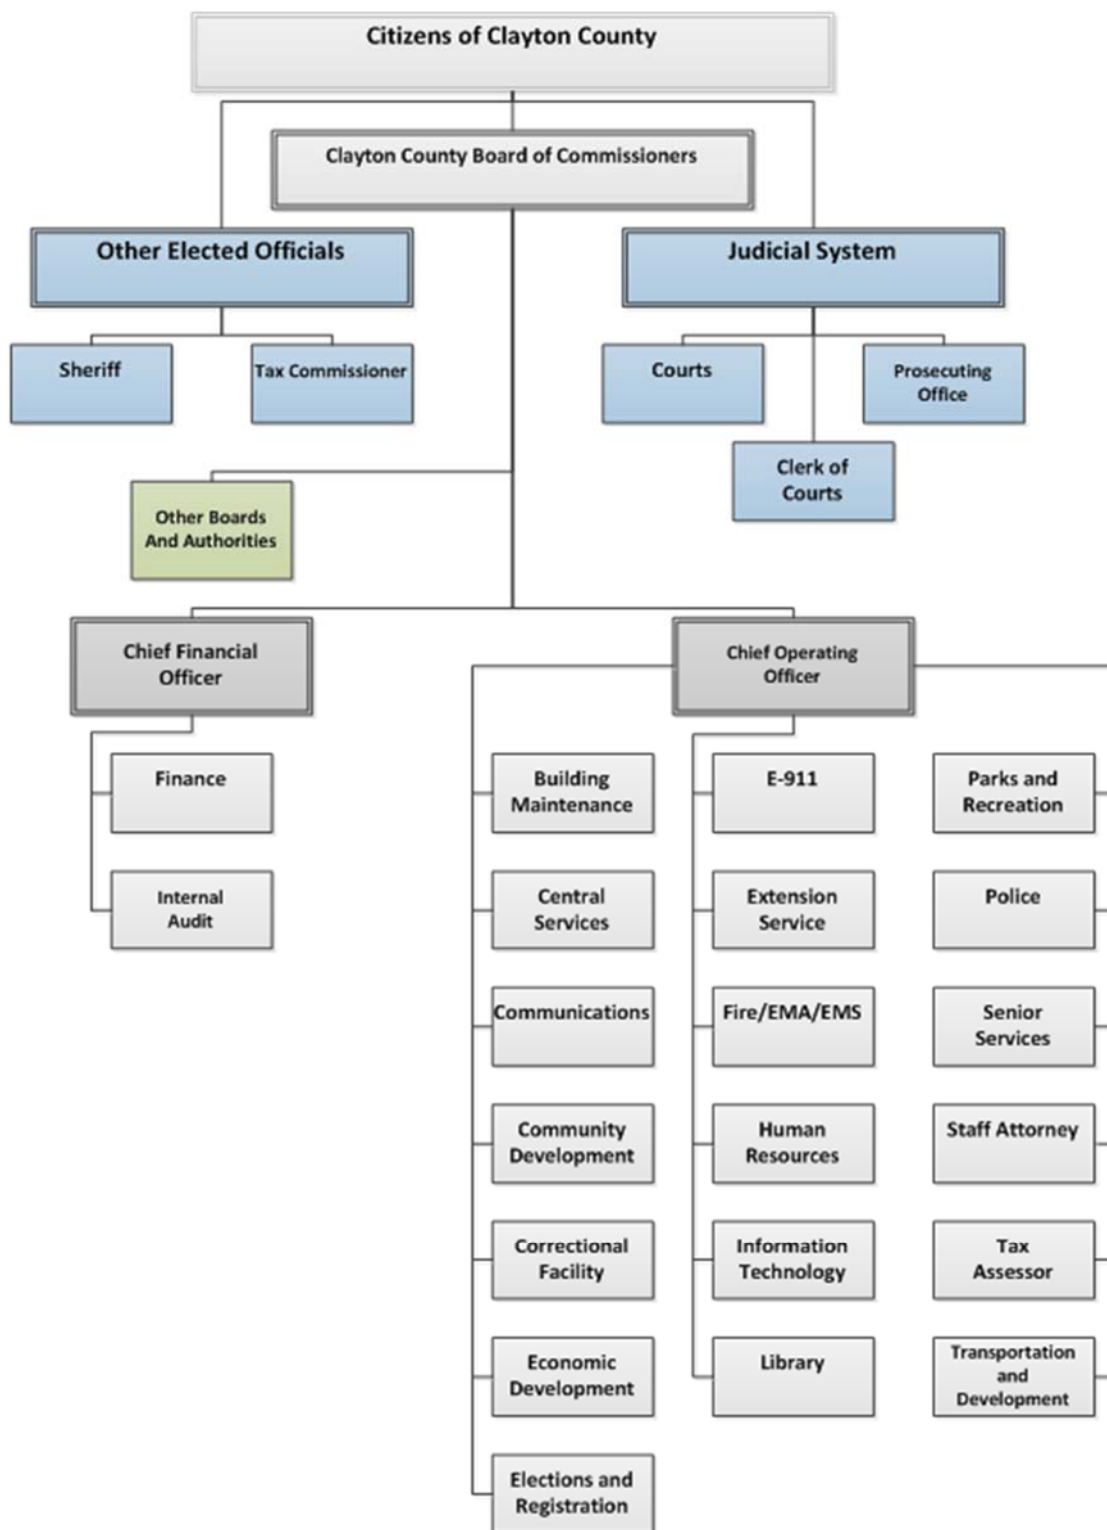 Citizens of Clayton County
Clayton County Board of Commissioners
Other Elected Officials
Judicial System
Sheriff
Tax Commissioner
Courts
Prosecuting
Office
Clerk of
Courts
Other Boards
And Authorities
Chief Financial
Officer
Chief Operating
Officer
Finance
Internal
Audit
Building
Maintenance
Central
Services
Communications
Community
Development
Correctional
Facility
Economic
Development
Elections and
Registration
E-911
Extension
Service
Fire/EMA/EMS
Human
Resources
Information
Technology
Library
Parks and
Recreation
Police
Senior
Services
Staff Attorney
Tax
Assessor
Transportation
and
Development